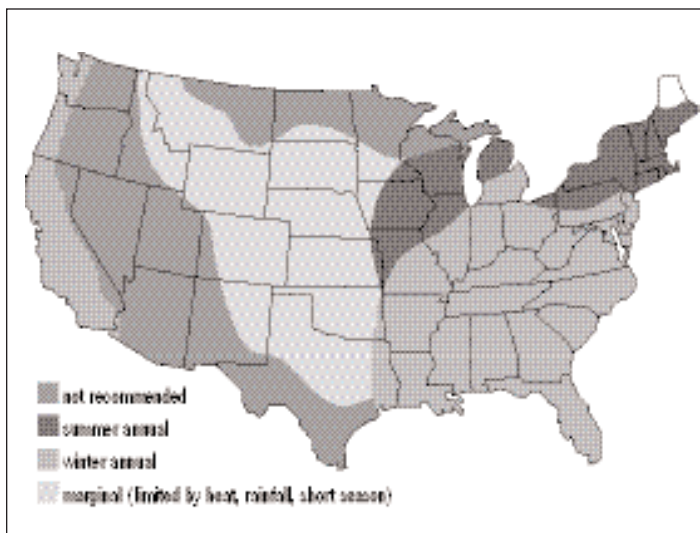 not recommended
summer annual
winter annual
marginal (limited by heat, rainfall, short season)